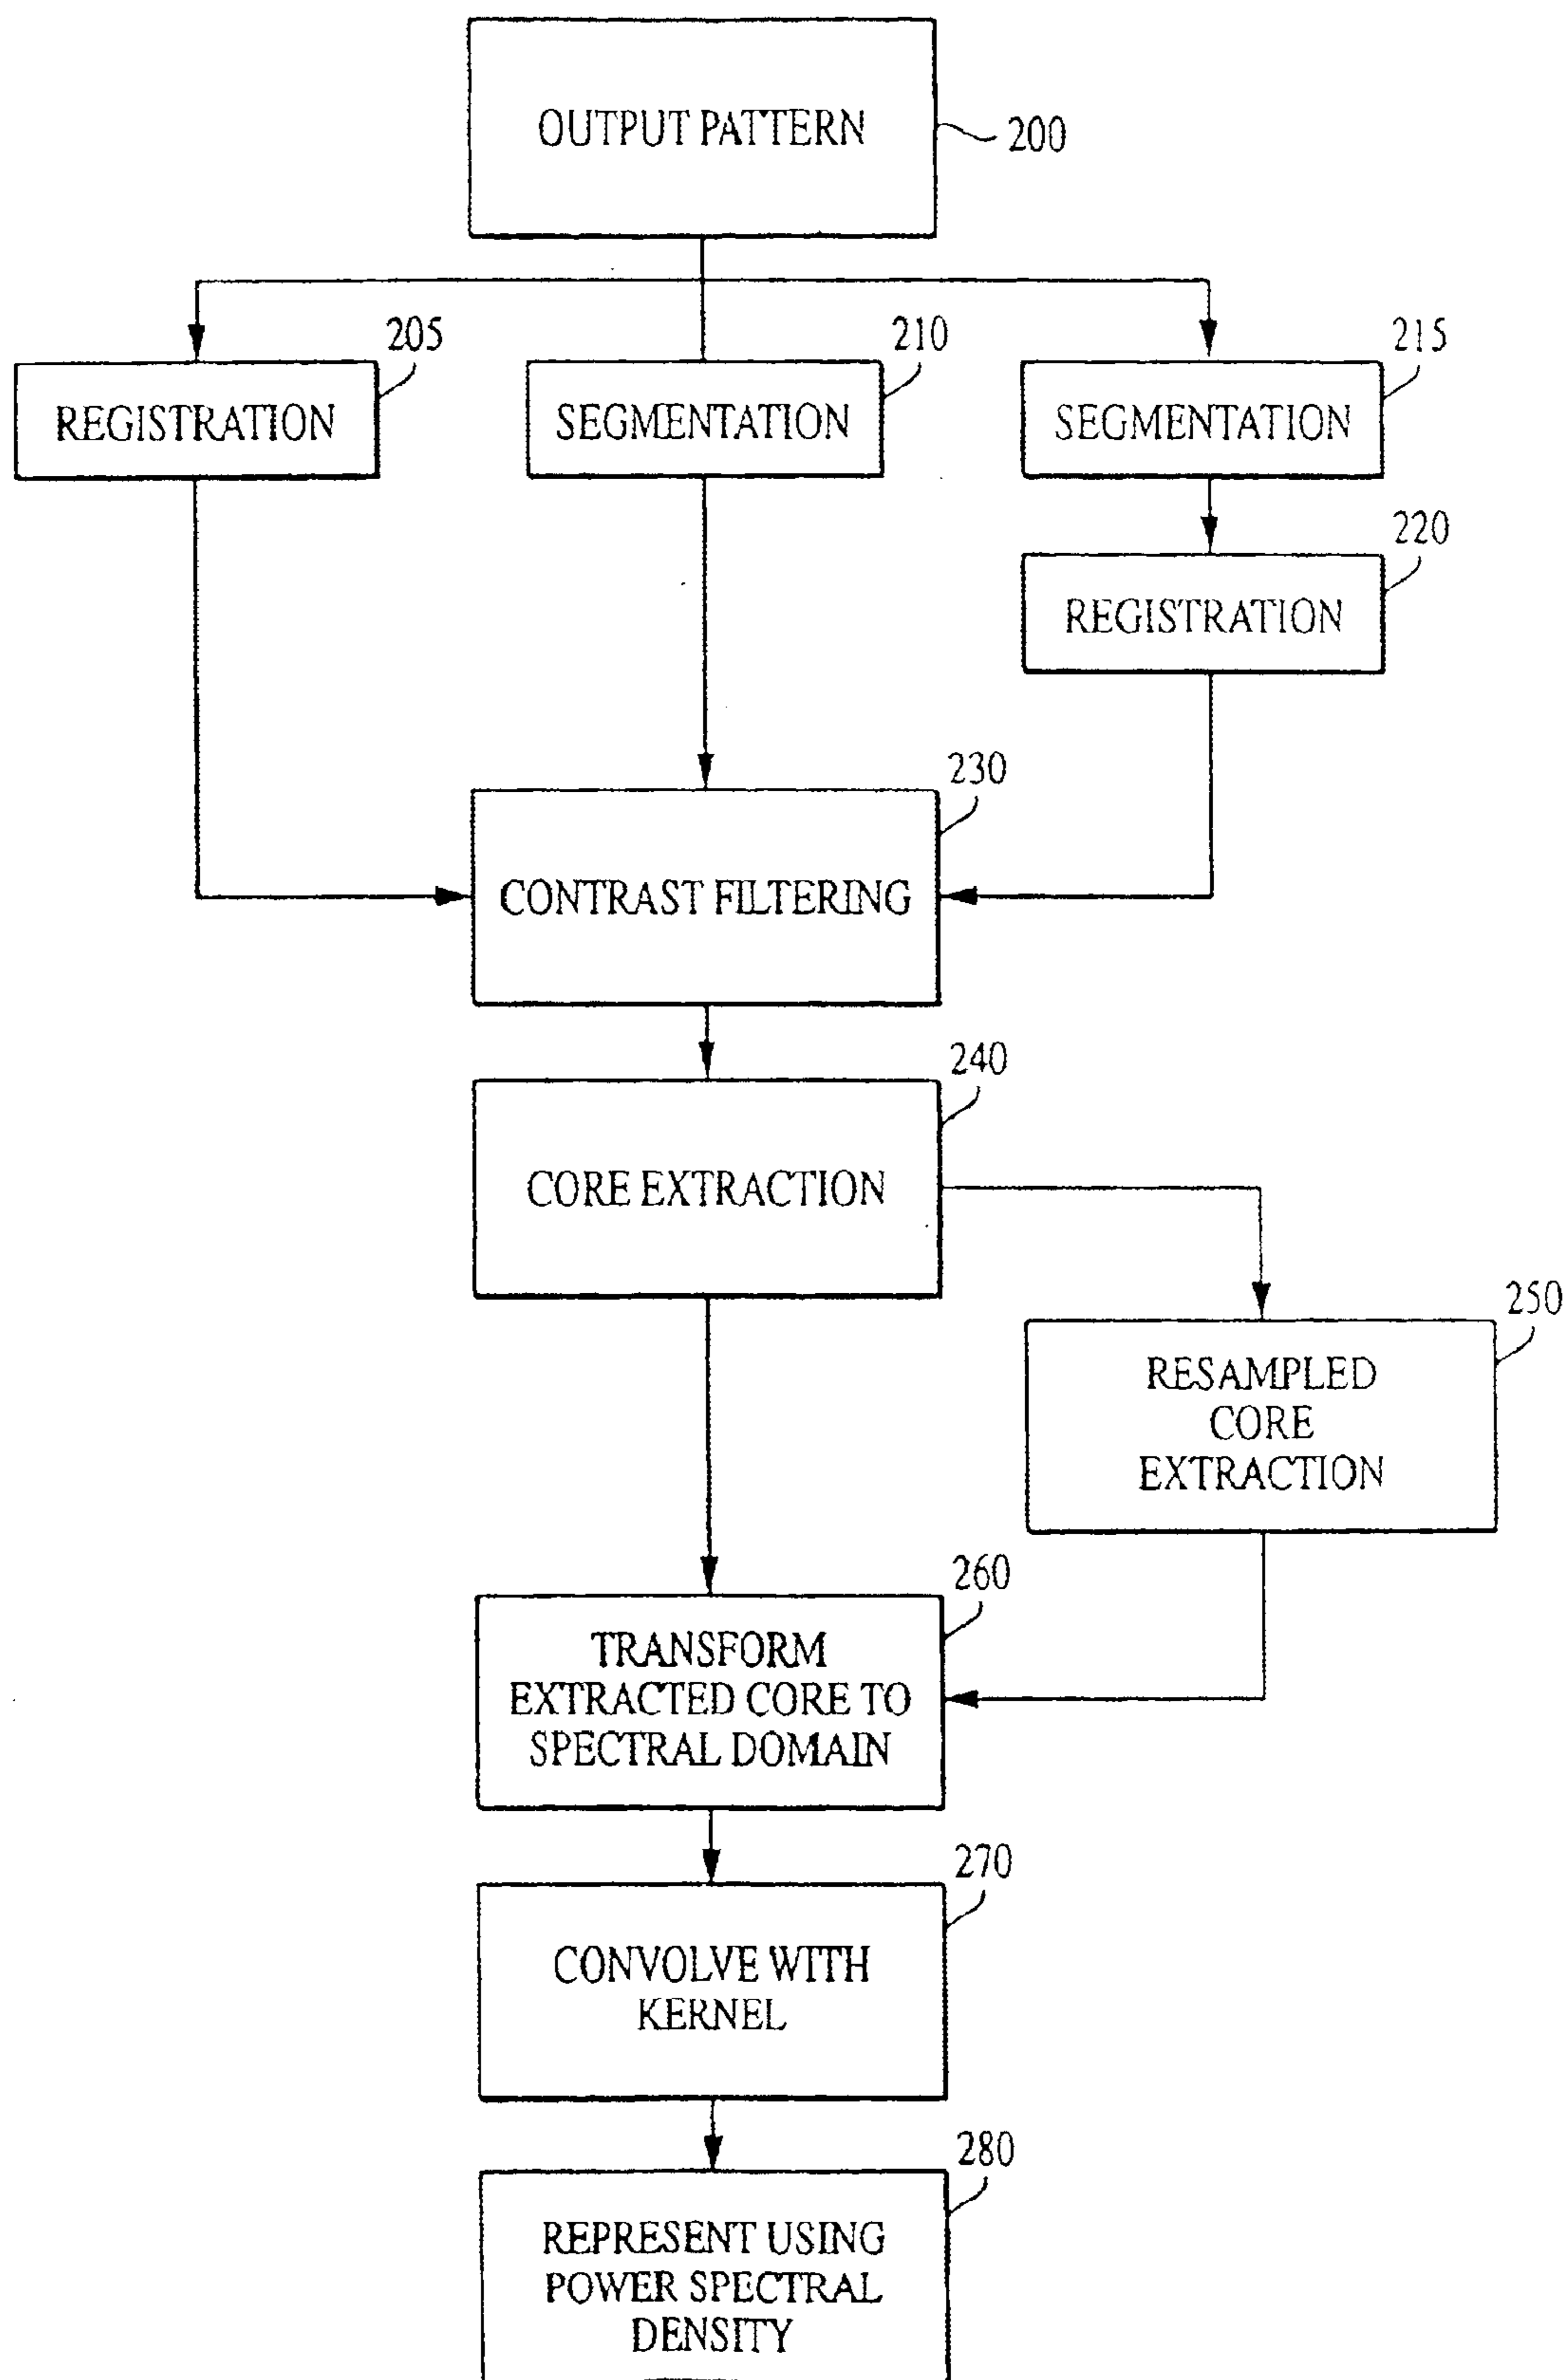 OUTPUT PATTERN
200
205
210
215
REGISTRATION
SEGMENTATION
SEGMENTATION
220
REGISTRATION
230
CONTRAST FILTERING
240
CORE EXTRACTION
250
RESAMPLED
CORE
EXTRACTION
260
TRANSFORM
EXTRACTED CORE TO
SPECTRAL DOMAIN
270
CONVOLVE WITH
KERNEL
280
REPRESENT USING
POWER SPECTRAL
DENSITY